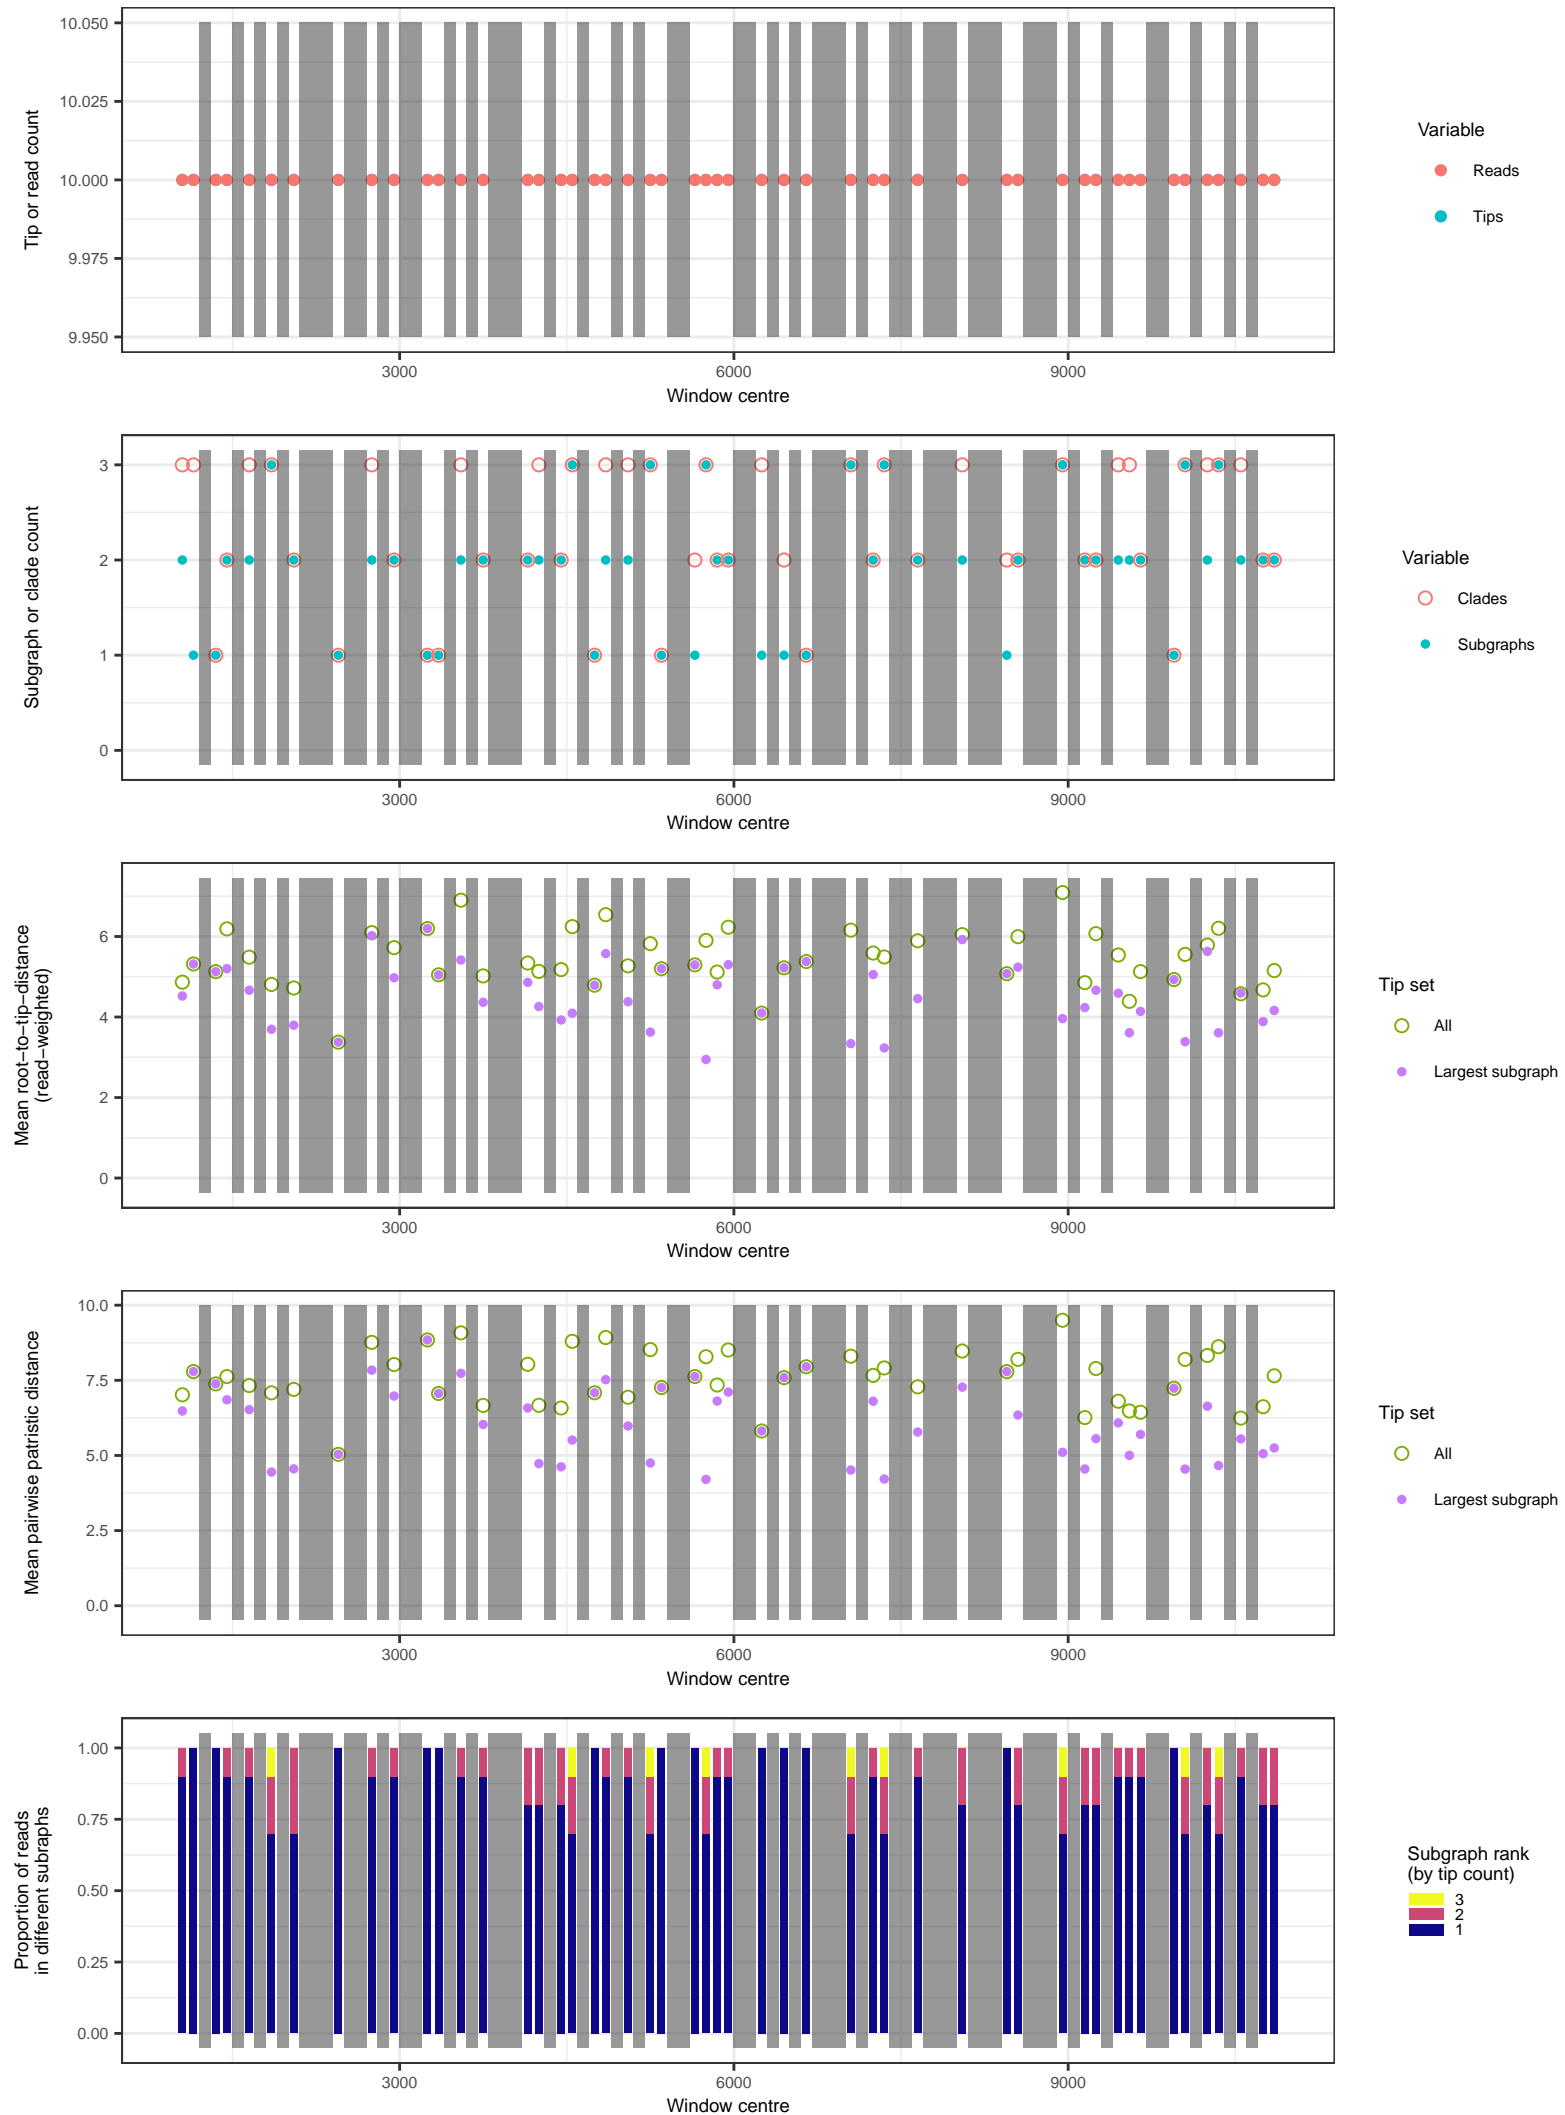 10.050
10.025
10.000
9.975
9.950
Tip or read count
3000
6000
9000
Window centre
Variable
Reads
Tips
3
2
1
0
Subgraph or clade count
3000
6000
9000
Window centre
Variable
Clades
Subgraphs
6
4
2
0
Mean root−to−tip−distance
(read−weighted)
3000
6000
9000
Window centre
Tip set
All
Largest subgraph
10.0
7.5
5.0
2.5
0.0
Mean pairwise patristic distance
3000
6000
9000
Window centre
Tip set
All
Largest subgraph
1.00
0.75
0.50
0.25
0.00
Proportion of reads
in different subraphs
3000
6000
9000
Window centre
Subgraph rank
(by tip count)
3
2
1